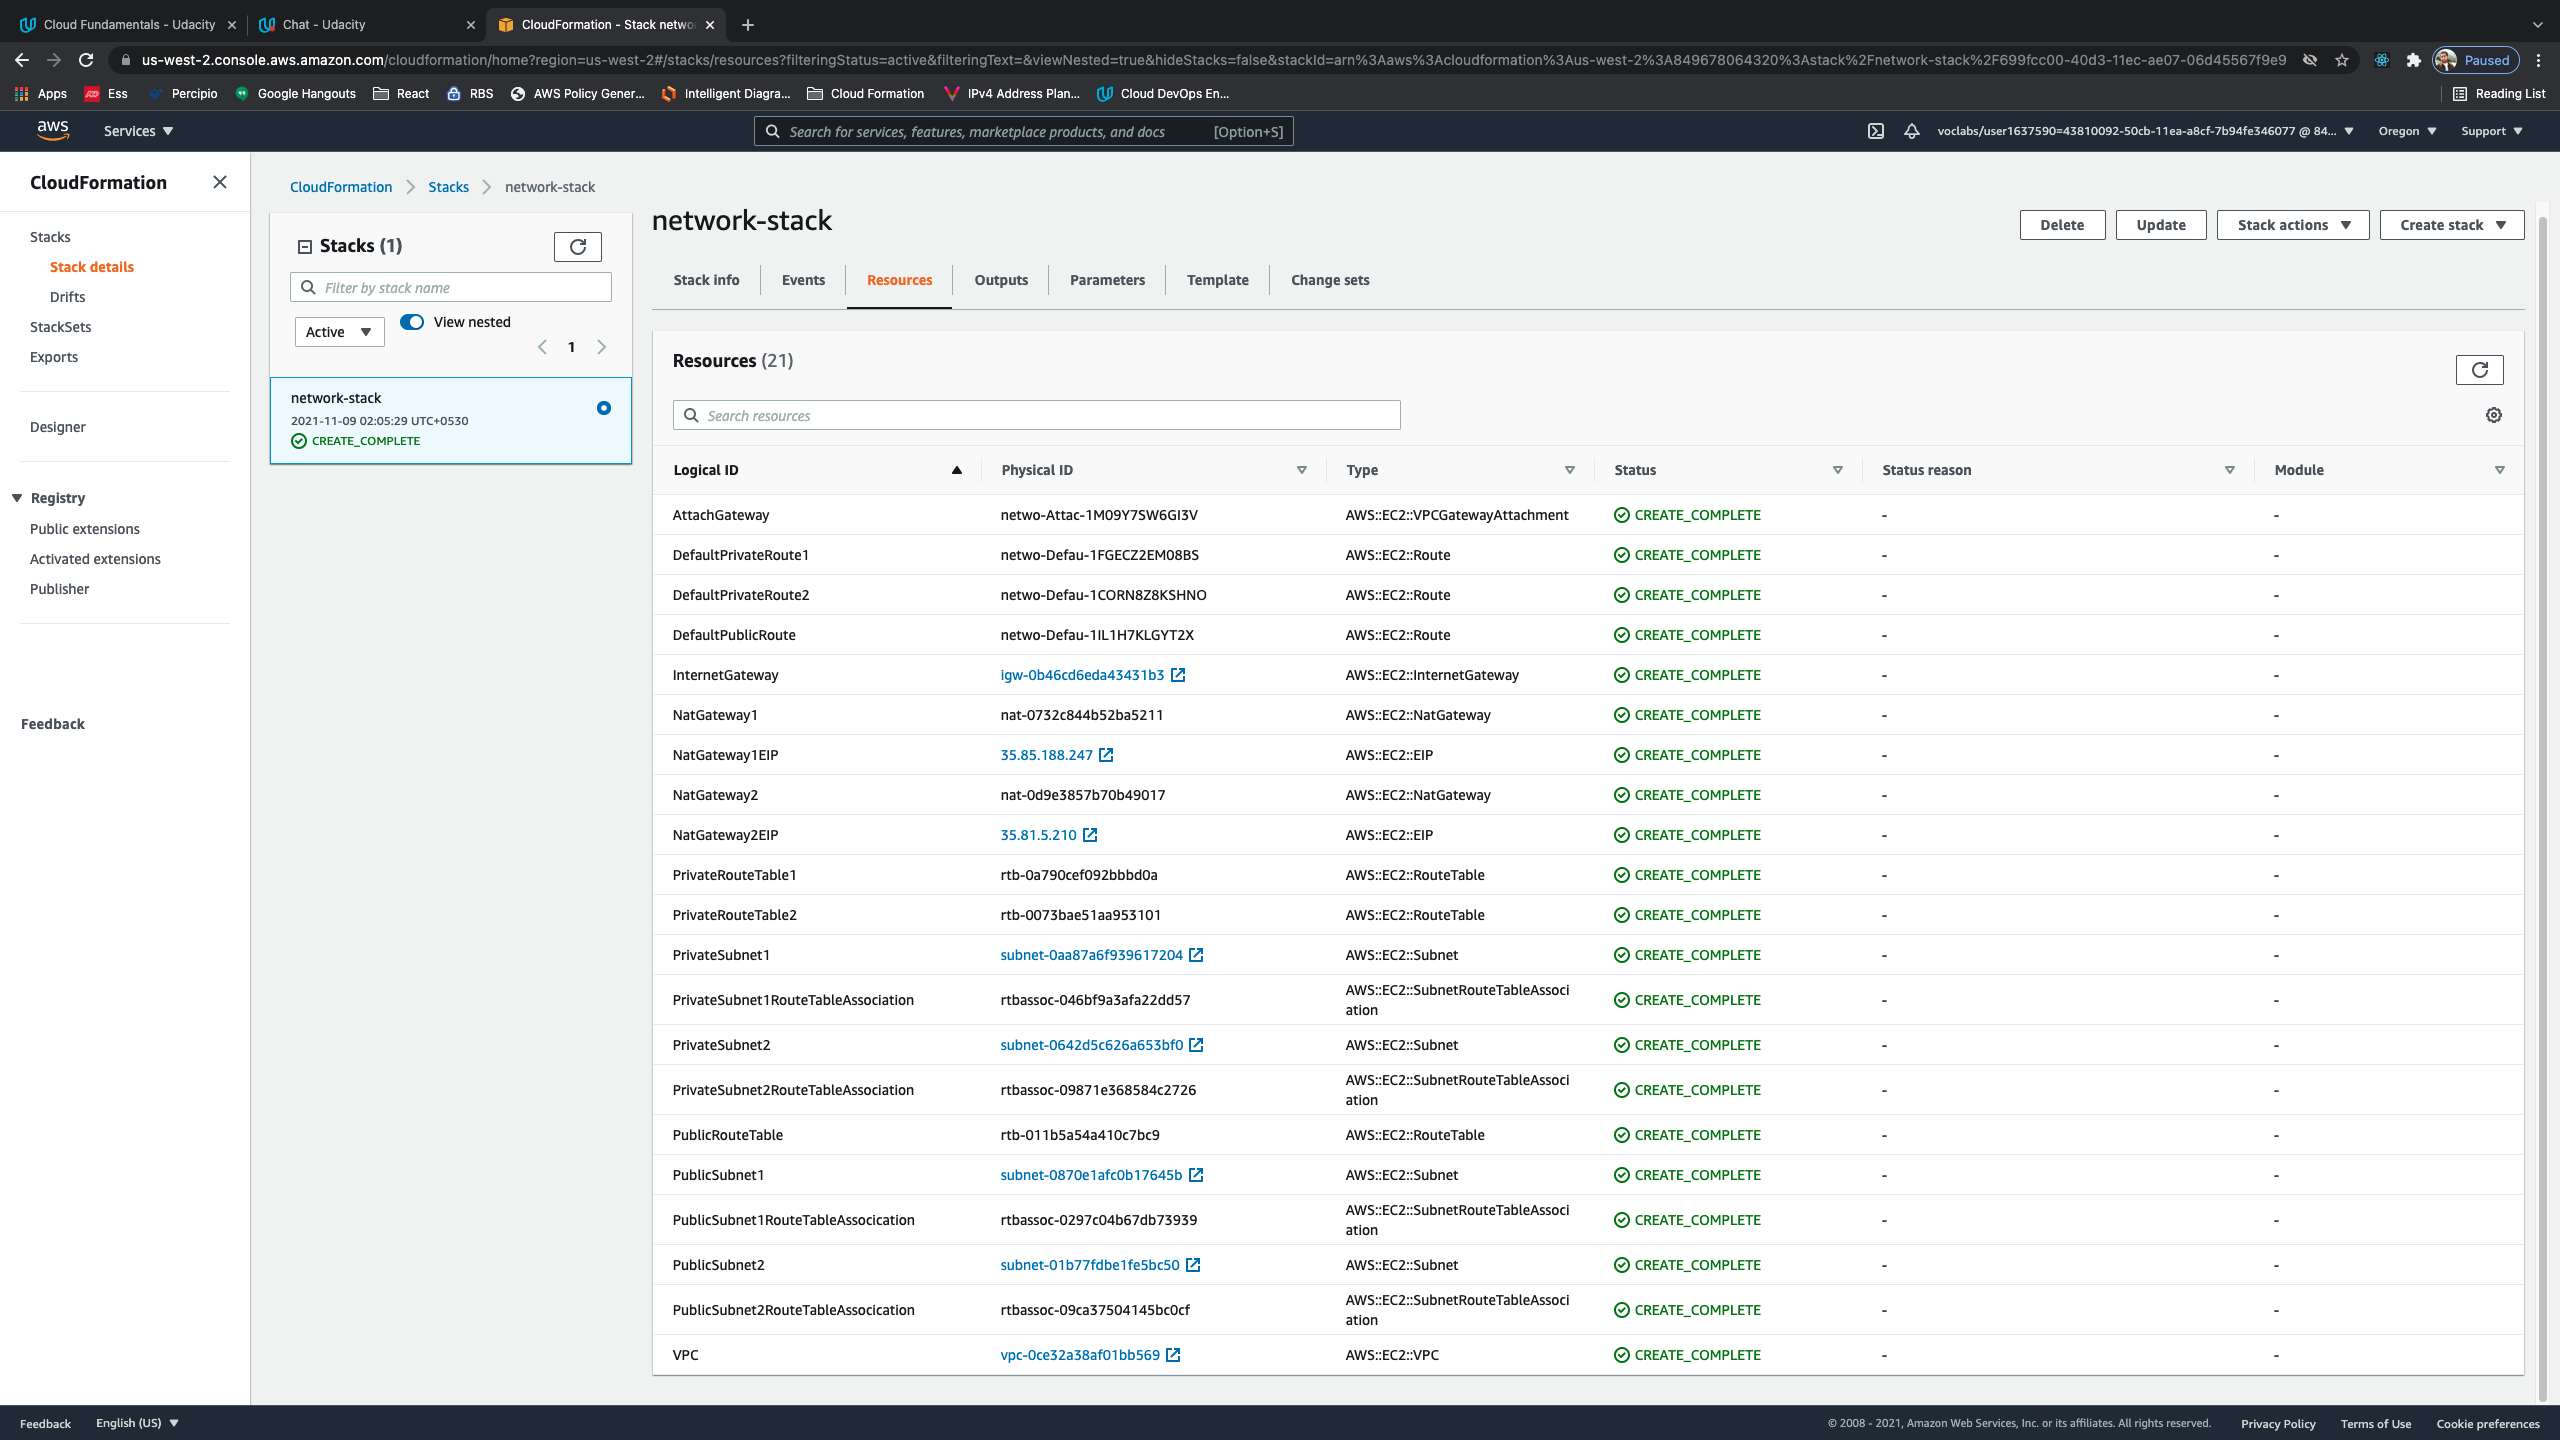 Cloud Fundamentals - Udacity
Chat - Udacity
CloudFormation - Stack netwo
us-west-2.console.aws.amazon.com/cloudformation/home?region=us-west-2#/stacks/resources?filteringStatus=active&filteringText=&viewNested=true&hideStacks=false&stackId=arn%3Aaws%3Acloudformation%3Aus-west-2%3A849678064320%3Astack%2Fnetwork-stack%2F699fcc00-40d3-11ec-ae07-06d45567f9e9
Paused
Apps
Ess
Percipio
Google Hangouts
React
RBS
AWS Policy Gener...
Intelligent Diagra...
Cloud Formation
IPv4 Address Plan...
Cloud DevOps En...
Reading List
aws
Services
Search for services, features, marketplace products, and docs
[Option+S]
voclabs/user1637590=43810092-50cb-11ea-a8cf-7b94fe346077 @ 84...
Oregon
Support
CloudFormation
Stacks
Stack details
Drifts
StackSets
Exports
Designer
Registry
Public extensions
Activated extensions
Publisher
Feedback
CloudFormation
Stacks
network-stack
Stacks (1)
Filter by stack name
Active
View nested
1
network-stack
2021-11-09 02:05:29 UTC+0530
CREATE_COMPLETE
network-stack
Delete
Update
Stack actions
Create stack
Stack info
Events
Resources
Outputs
Parameters
Template
Change sets
Resources (21)
Search resources
Logical ID Physical ID Type Status Status reason Module
AttachGateway netwo-Attac-1M09Y7SW6GI3V AWS::EC2::VPCGatewayAttachment CREATE_COMPLETE - -
DefaultPrivateRoute1 netwo-Defau-1FGECZ2EM08BS AWS::EC2::Route CREATE_COMPLETE - -
DefaultPrivateRoute2 netwo-Defau-1CORN8Z8KSHNO AWS::EC2::Route CREATE_COMPLETE - -
DefaultPublicRoute netwo-Defau-1IL1H7KLGYT2X AWS::EC2::Route CREATE_COMPLETE - -
InternetGateway igw-0b46cd6eda43431b3 AWS::EC2::InternetGateway CREATE_COMPLETE - -
NatGateway1 nat-0732c844b52ba5211 AWS::EC2::NatGateway CREATE_COMPLETE - -
NatGateway1EIP 35.85.188.247 AWS::EC2::EIP CREATE_COMPLETE - -
NatGateway2 nat-0d9e3857b70b49017 AWS::EC2::NatGateway CREATE_COMPLETE - -
NatGateway2EIP 35.81.5.210 AWS::EC2::EIP CREATE_COMPLETE - -
PrivateRouteTable1 rtb-0a790cef092bbbd0a AWS::EC2::RouteTable CREATE_COMPLETE - -
PrivateRouteTable2 rtb-0073bae51aa953101 AWS::EC2::RouteTable CREATE_COMPLETE - -
PrivateSubnet1 subnet-0aa87a6f939617204 AWS::EC2::Subnet CREATE_COMPLETE - -
PrivateSubnet1RouteTableAssociation rtbassoc-046bf9a3afa22dd57 AWS::EC2::SubnetRouteTableAssoci
ation CREATE_COMPLETE - -
PrivateSubnet2 subnet-0642d5c626a653bf0 AWS::EC2::Subnet CREATE_COMPLETE - -
PrivateSubnet2RouteTableAssociation rtbassoc-09871e368584c2726 AWS::EC2::SubnetRouteTableAssoci
ation CREATE_COMPLETE - -
PublicRouteTable rtb-011b5a54a410c7bc9 AWS::EC2::RouteTable CREATE_COMPLETE - -
PublicSubnet1 subnet-0870e1afc0b17645b AWS::EC2::Subnet CREATE_COMPLETE - -
PublicSubnet1RouteTableAssocication rtbassoc-0297c04b67db73939 AWS::EC2::SubnetRouteTableAssoci
ation CREATE_COMPLETE - -
PublicSubnet2 subnet-01b77fdbe1fe5bc50 AWS::EC2::Subnet CREATE_COMPLETE - -
PublicSubnet2RouteTableAssocication rtbassoc-09ca37504145bc0cf AWS::EC2::SubnetRouteTableAssoci
ation CREATE_COMPLETE - -
VPC vpc-0ce32a38af01bb569 AWS::EC2::VPC CREATE_COMPLETE - -
Feedback
English (US)
© 2008 - 2021, Amazon Web Services, Inc. or its affiliates. All rights reserved.
Privacy Policy
Terms of Use
Cookie preferences